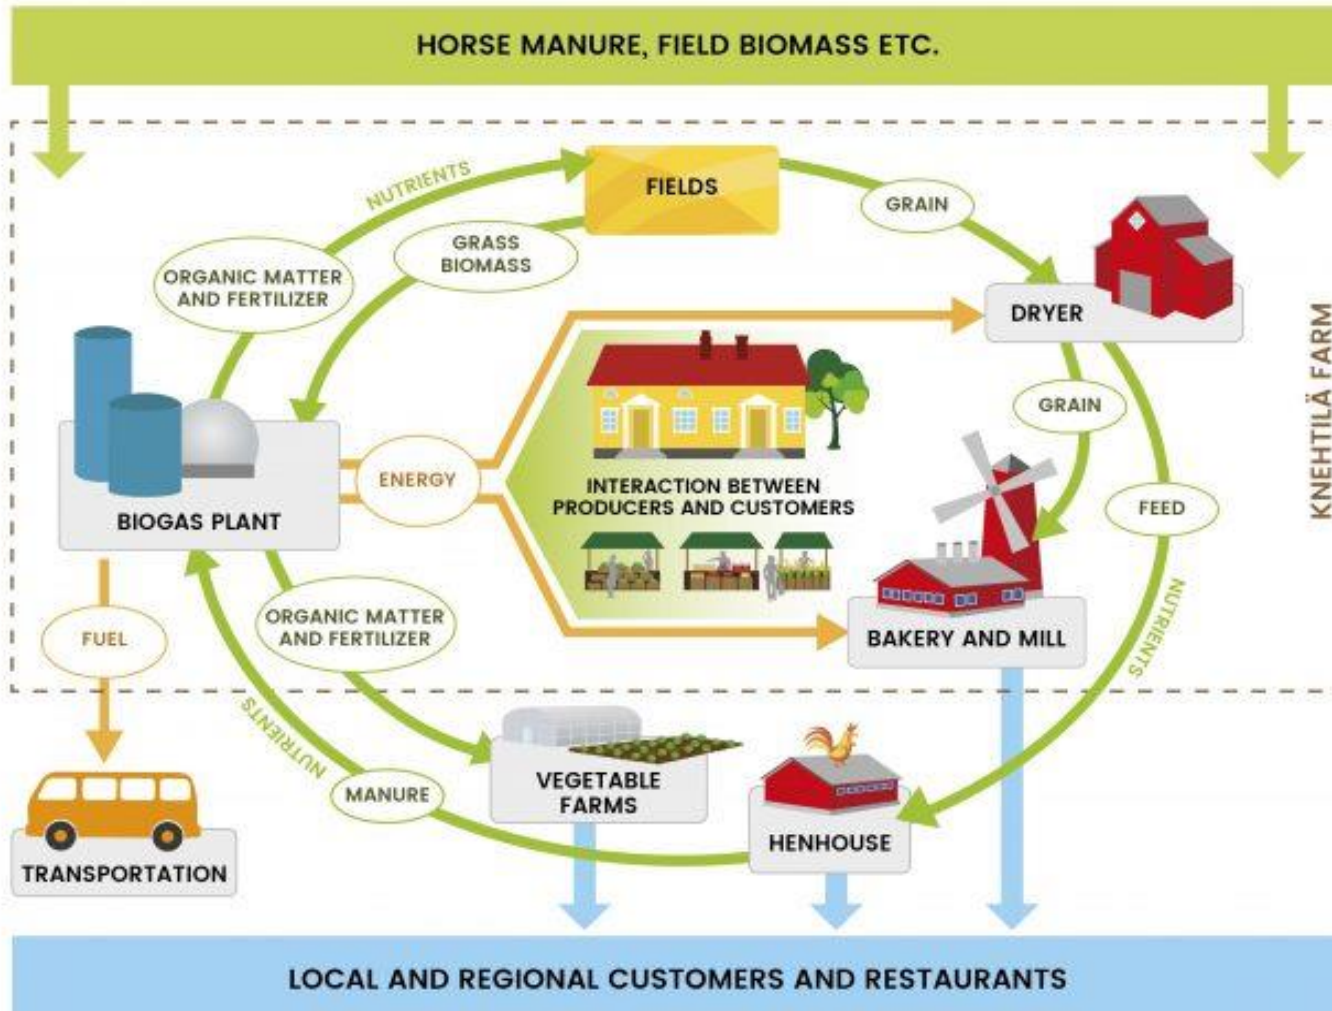 HORSE MANURE, FIELD BIOMASS ETC.
NUTRIENTS
FIELDS
GRAIN
GRASS
BIOMASS
ORGANIC MATTER
AND FERTILIZER
DRYER
KNEHTILÄ FARM
GRAIN
ENERGY
INTERACTION BETWEEN
PRODUCERS AND CUSTOMERS
FEED
BIOGAS PLANT
ORGANIC MATTER
AND FERTILIZER
FUEL
BAKERY AND MILL
NUTRIENTS
NUTRIENTS
MANURE
VEGETABLE
FARMS
HENHOUSE
TRANSPORTATION
LOCAL AND REGIONAL CUSTOMERS AND RESTAURANTS